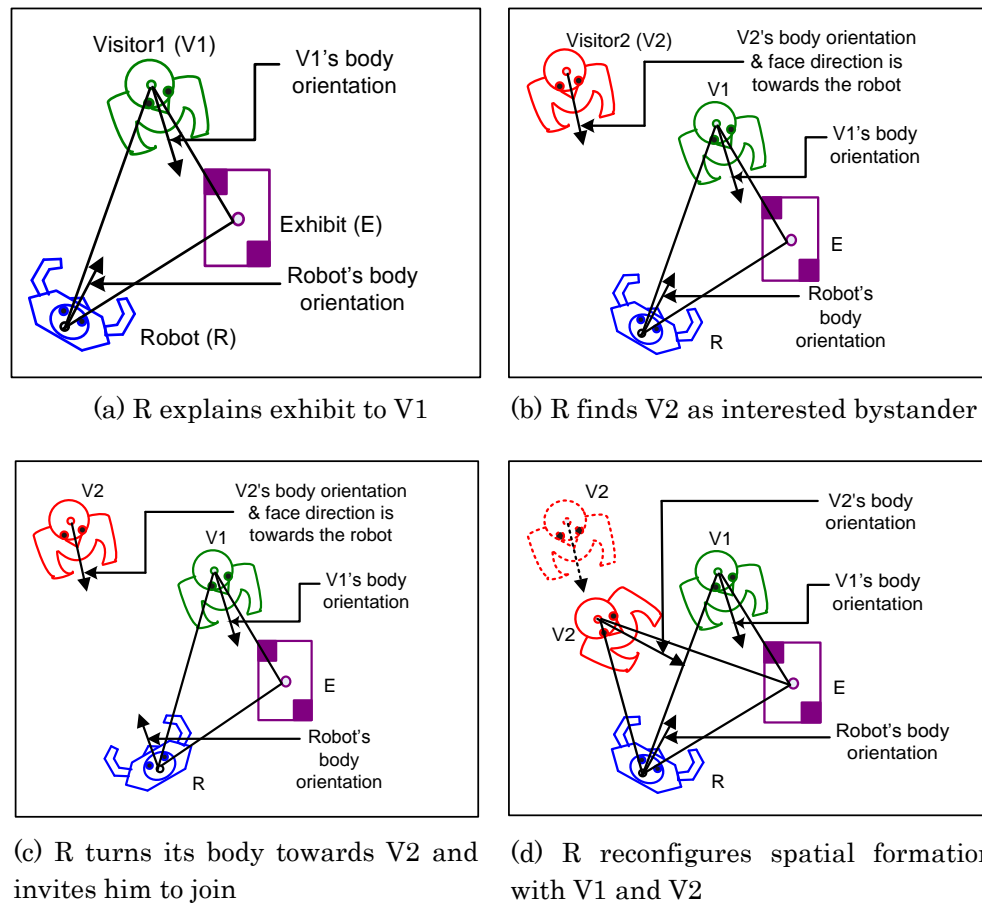 Visitor1 (V1)
V1's body
orientation
Exhibit (E)
Robot's body
orientation
Robot (R)
(a) R explains exhibit to V1
Visitor2 (V2)
V2's body orientation
& face direction is
towards the robot
V1
V1's body
orientation
E
Robot's
body
orientation
R
(b) R finds V2 as interested bystander
V2
V2's body orientation
& face direction is
towards the robot
V1
V1's body
orientation
E
Robot's
body
orientation
R
(c) R turns its body towards V2 and
invites him to join
V2
V2's body
orientation
V1
V1's body
orientation
V2
E
Robot's body
orientation
R
(d) R reconfigures spatial formation
with V1 and V2